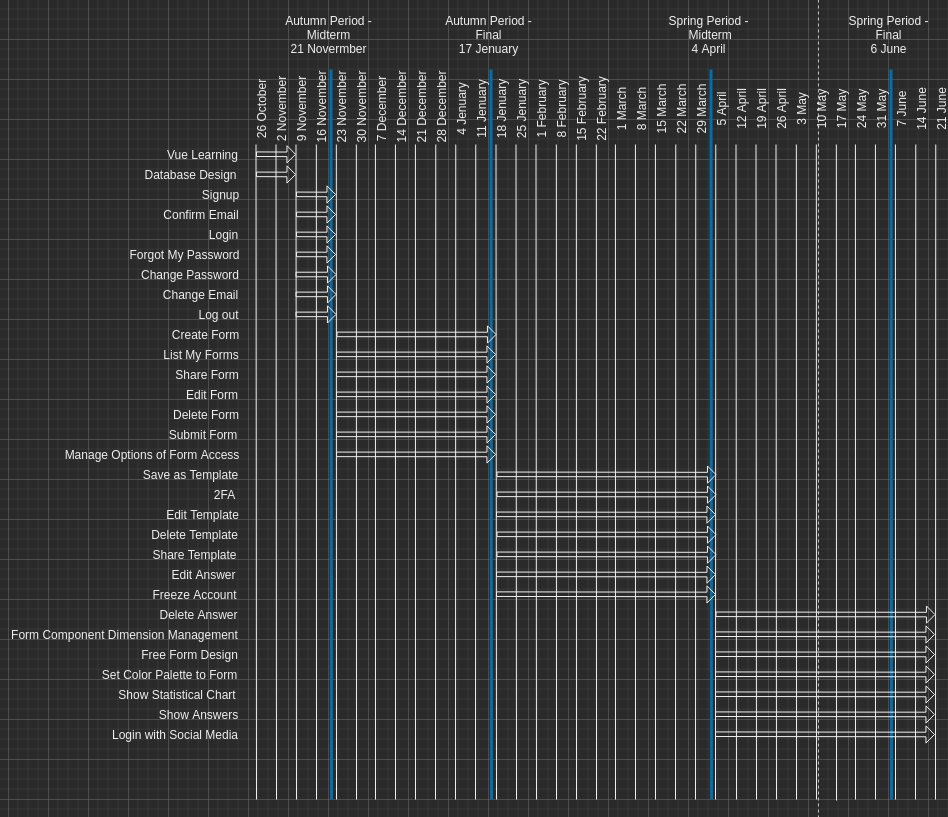 Autumn Period -
Midterm
21 Novermber
Autumn Period -
Final
17 Jenuary
Spring Period -
Midterm
4 April
Spring Period -
Final
6 June
26 October
2 November
9 November
16 November
23 November
30 November
7 December
14 December
21 December
28 December
4 Jenuary
11 Jenuary
18 Jenuary
25 Jenuary
1 February
8 February
15 February
22 February
1 March
8 March
15 March
22 March
29 March
5 April
12 April
19 April
26 April
3 May
10 May
17 May
24 May
31 May
7 June
14 June
21 June
Vue Learning
Database Design
Signup
Confirm Email
Login
Forgot My Password
Change Password
Change Email
Log out
Create Form
List My Forms
Share Form
Edit Form
Delete Form
Submit Form
Manage Options of Form Access
Save as Template
2FA
Edit Template
Delete Template
Share Template
Edit Answer
Freeze Account
Delete Answer
Form Component Dimension Management
Free Form Design
Set Color Palette to Form
Show Statistical Chart
Show Answers
Login with Social Media